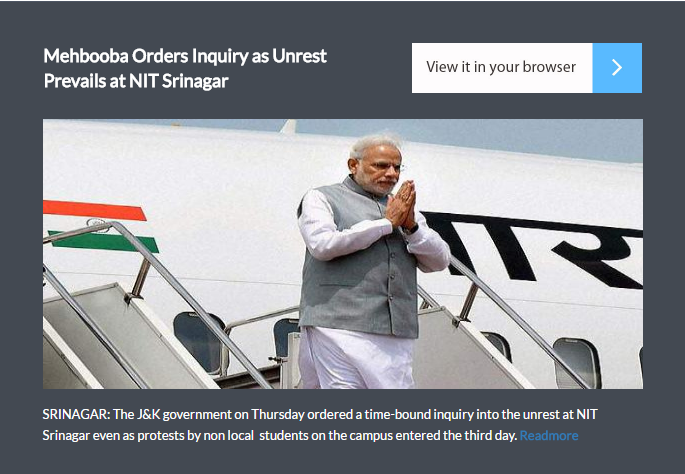 Mehbooba Orders Inquiry as Unrest
Prevails at NIT Srinagar
View it in your browser
भार
SRINAGAR: The J&K government on Thursday ordered a time-bound inquiry into the unrest at NIT
Srinagar even as protests by non local  students on the campus entered the third day. Readmore